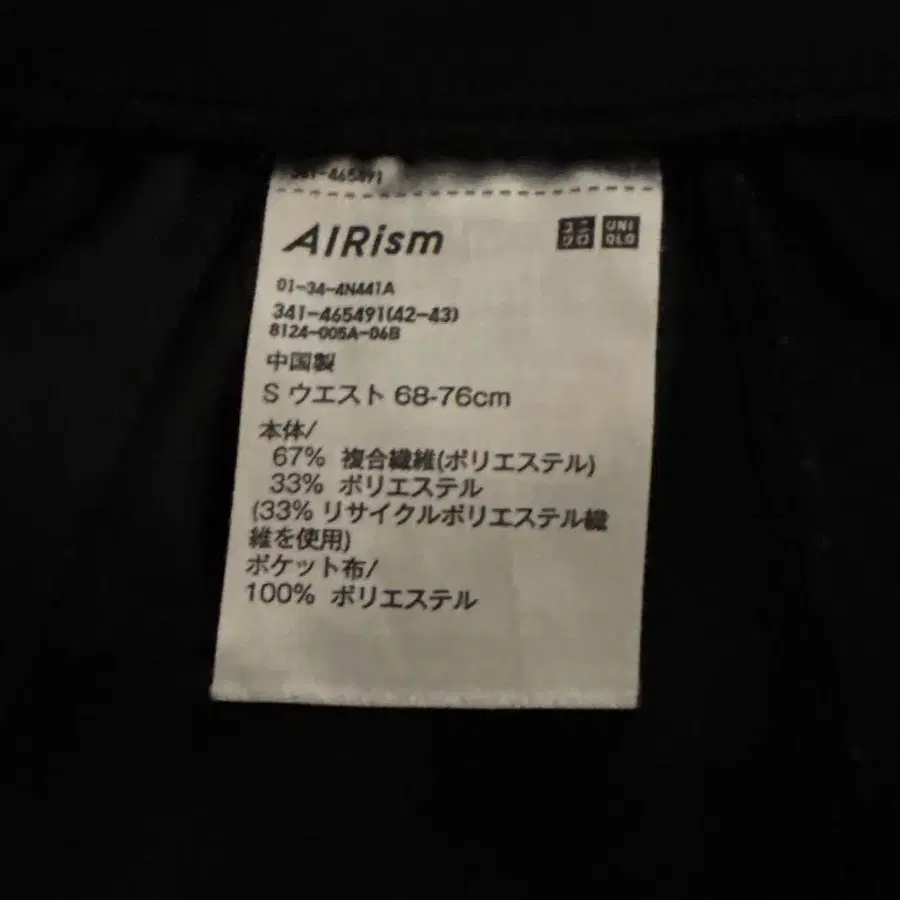 341-465491
AIRism
ユニクロ UNIQLO
01-34-4N441A
341-465491(42-43)
8124-005A-06B
中国製
S ウエスト 68-76cm
本体/
67% 複合繊維(ポリエステル)
33% ポリエステル
(33% リサイクルポリエステル繊
維を使用)
ポケット布/
100% ポリエステル